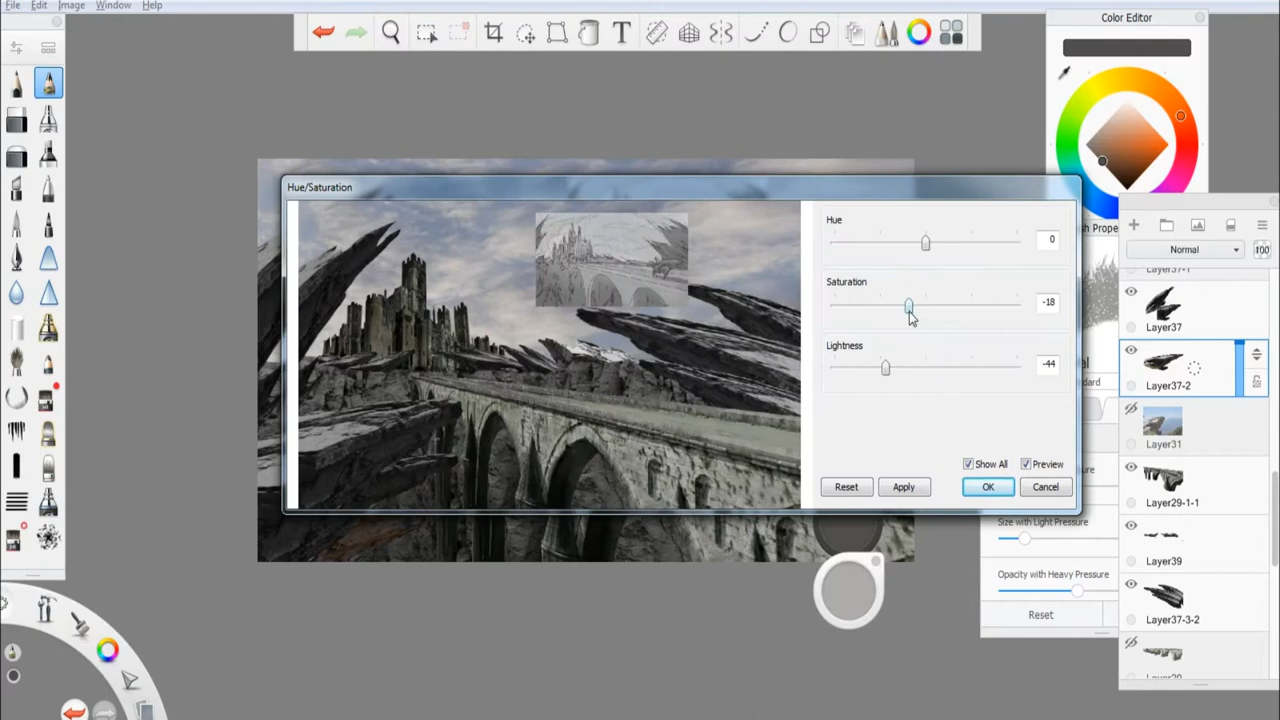 File Edit Image Window Help
T
Color Editor
Hue/Saturation
Hue
0
Saturation
-18
Lightness
-44
Show All Preview
Reset Apply OK Cancel
Normal 100
Layer37-1
Layer37
Layer37-2
Layer31
Layer29-1-1
Layer39
Layer37-3-2
Size with Light Pressure
Opacity with Heavy Pressure
Reset